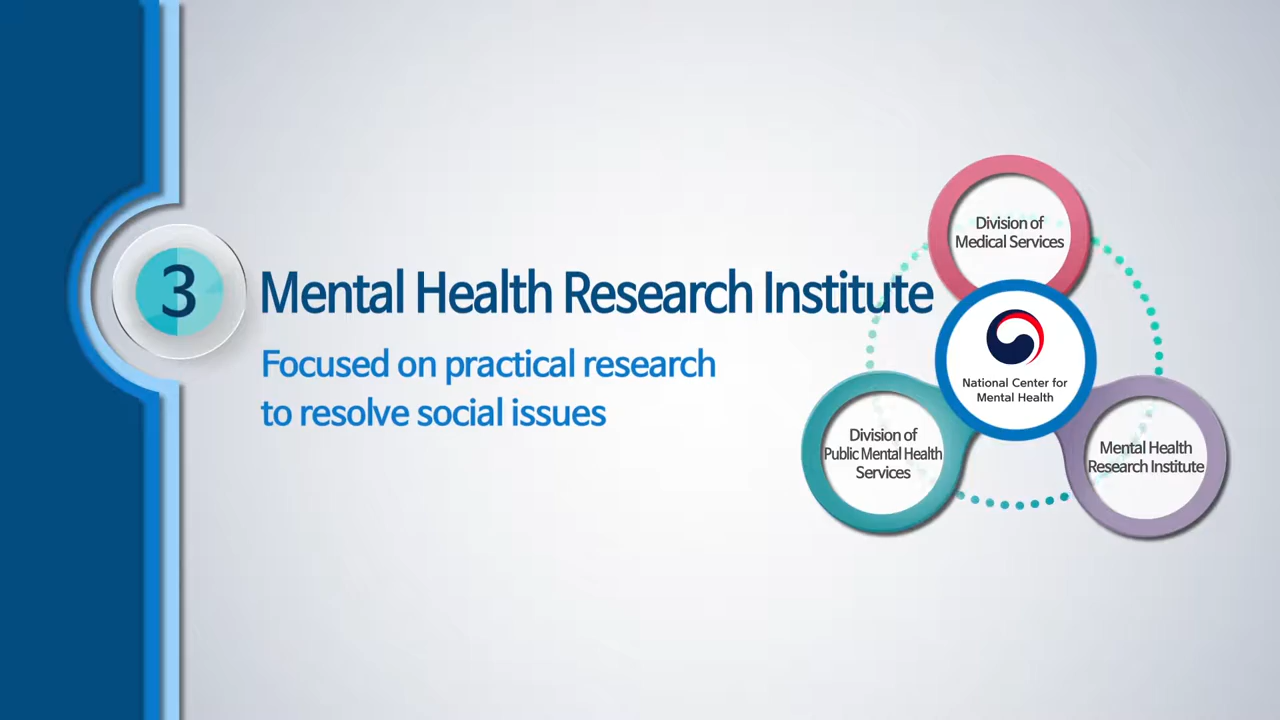 3
Mental Health Research Institute
Focused on practical research
to resolve social issues
Division of
Medical Services
National Center for
Mental Health
Division of
Public Mental Health
Services
Mental Health
Research Institute